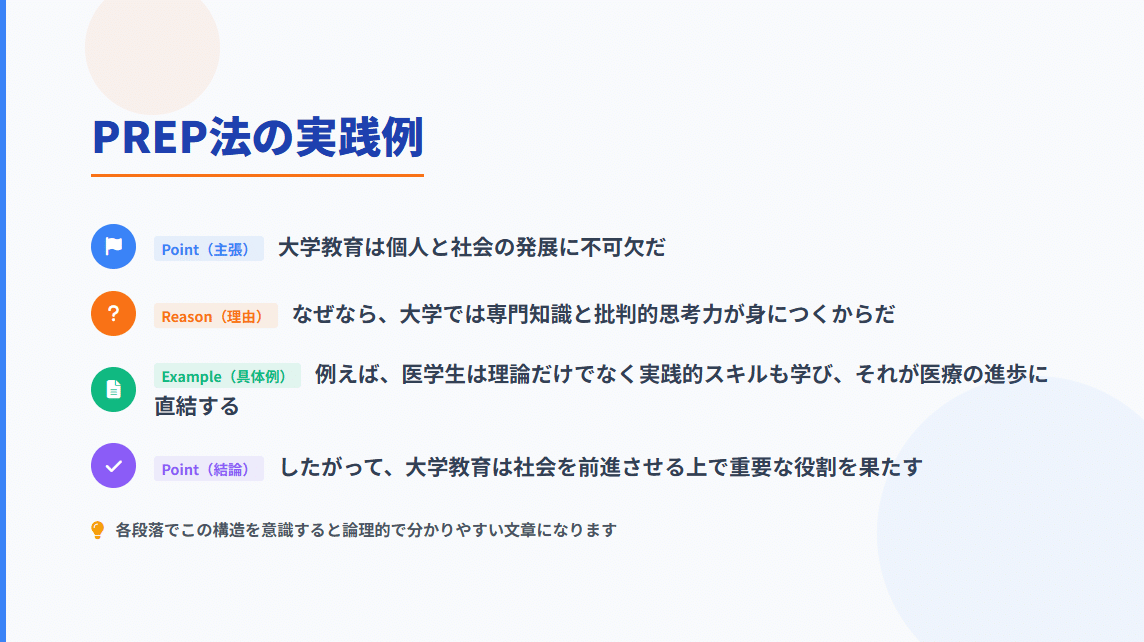 PREP法の実践例
Point（主張） 大学教育は個人と社会の発展に不可欠だ
? Reason（理由） なぜなら、大学では専門知識と批判的思考力が身につくからだ
Example（具体例） 例えば、医学生は理論だけでなく実践的スキルも学び、それが医療の進歩に
直結する
Point（結論） したがって、大学教育は社会を前進させる上で重要な役割を果たす
各段落でこの構造を意識すると論理的で分かりやすい文章になります